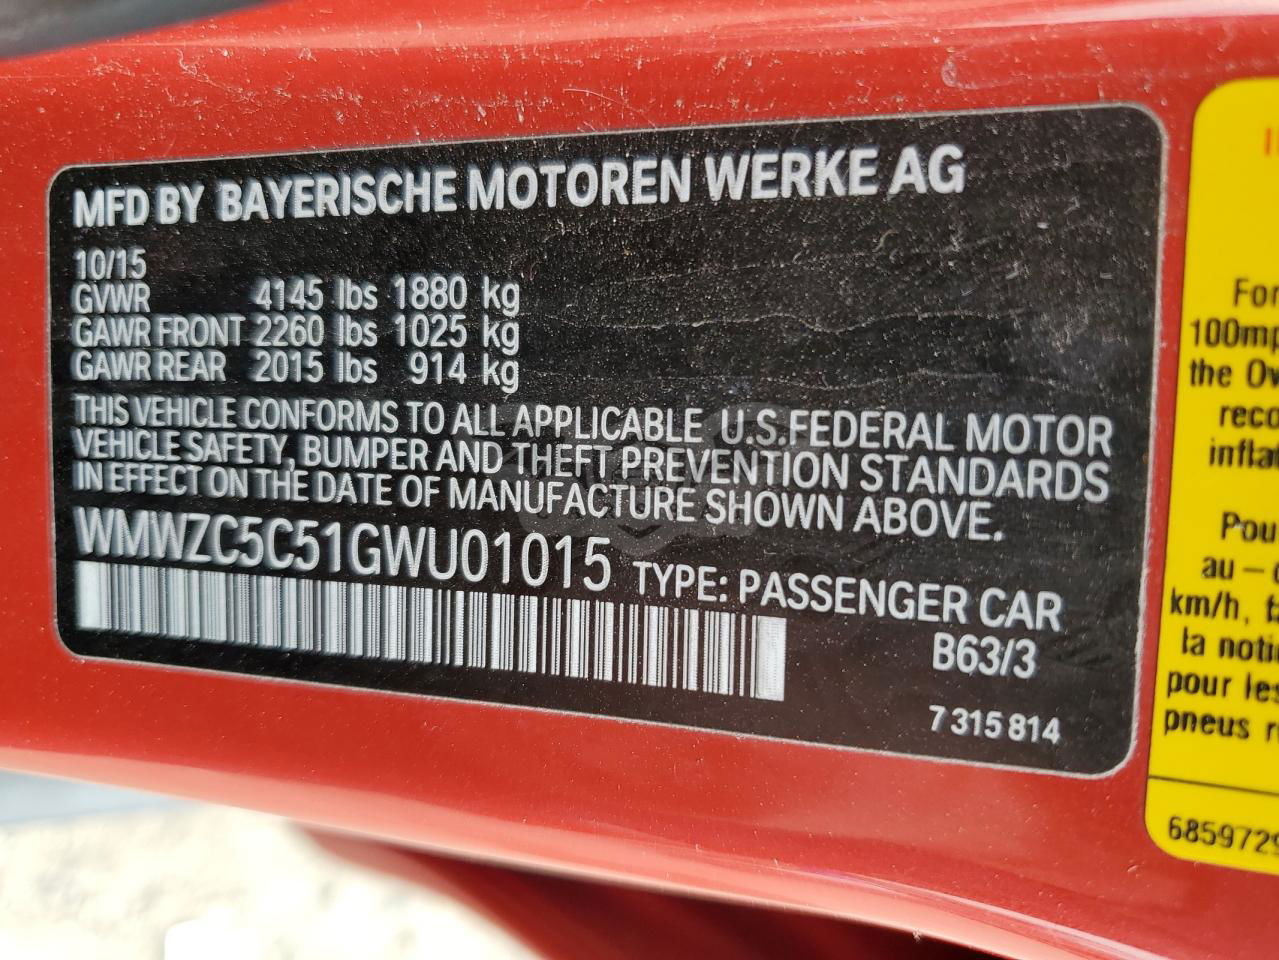 MFD BY BAYERISCHE MOTOREN WERKE AG
10/15
GVWR 4145 lbs 1880 kg
GAWR FRONT 2260 lbs 1025 kg
GAWR REAR 2015 lbs 914 kg
THIS VEHICLE CONFORMS TO ALL APPLICABLE U.S.FEDERAL MOTOR
VEHICLE SAFETY, BUMPER AND THEFT PREVENTION STANDARDS
IN EFFECT ON THE DATE OF MANUFACTURE SHOWN ABOVE.
WMWZC5C51GWU01015 TYPE: PASSENGER CAR
B63/3
7 315 814
For
100mp
the Ow
reco
inflat
Pou
au –
km/h,
la noti
pour les
pneus
6859729